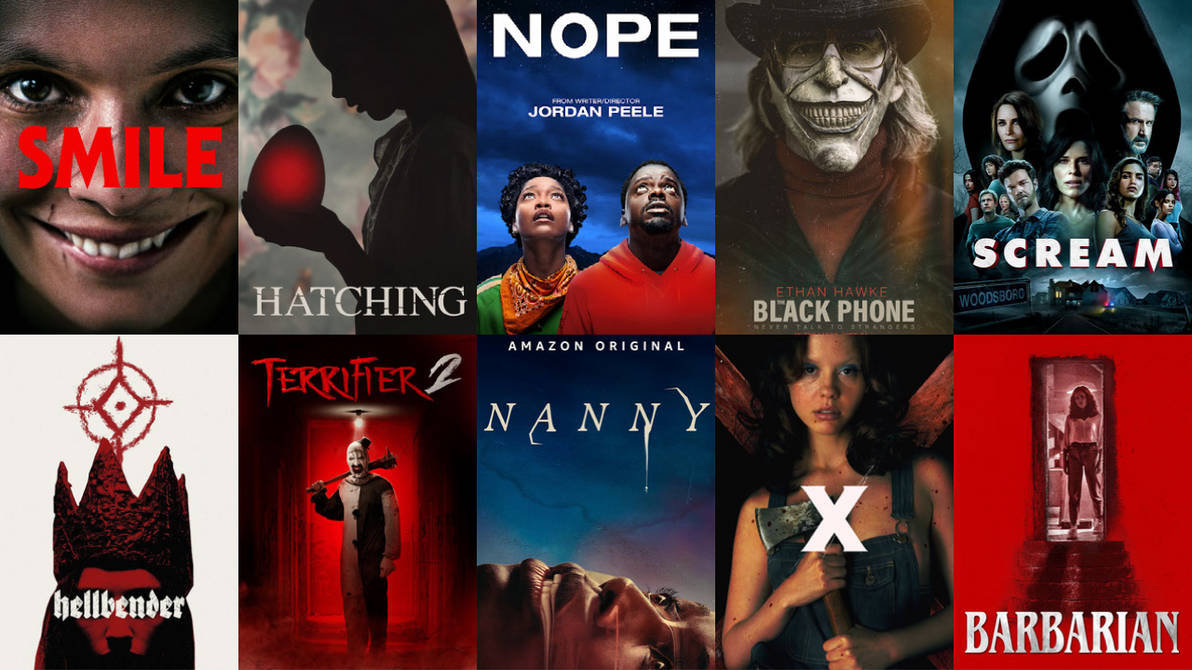 SMILE
HATCHING
NOPE
FROM WRITER/DIRECTOR
JORDAN PEELE
ETHAN HAWKE
THE
BLACK PHONE
NEVER TALK TO STRANGERS
SCREAM
WOODSBORO
hellbender
TERRIFIER 2
AMAZON ORIGINAL
NANNY
X
BARBARIAN